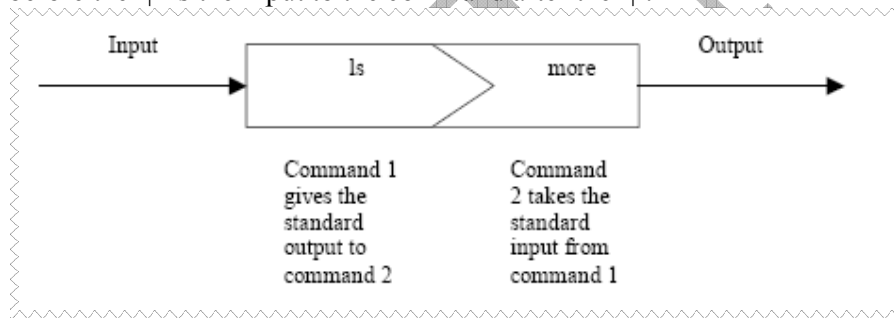 Input
ls
more
Output
Command 1
gives the
standard
output to
command 2
Command
2 takes the
standard
input from
command 1